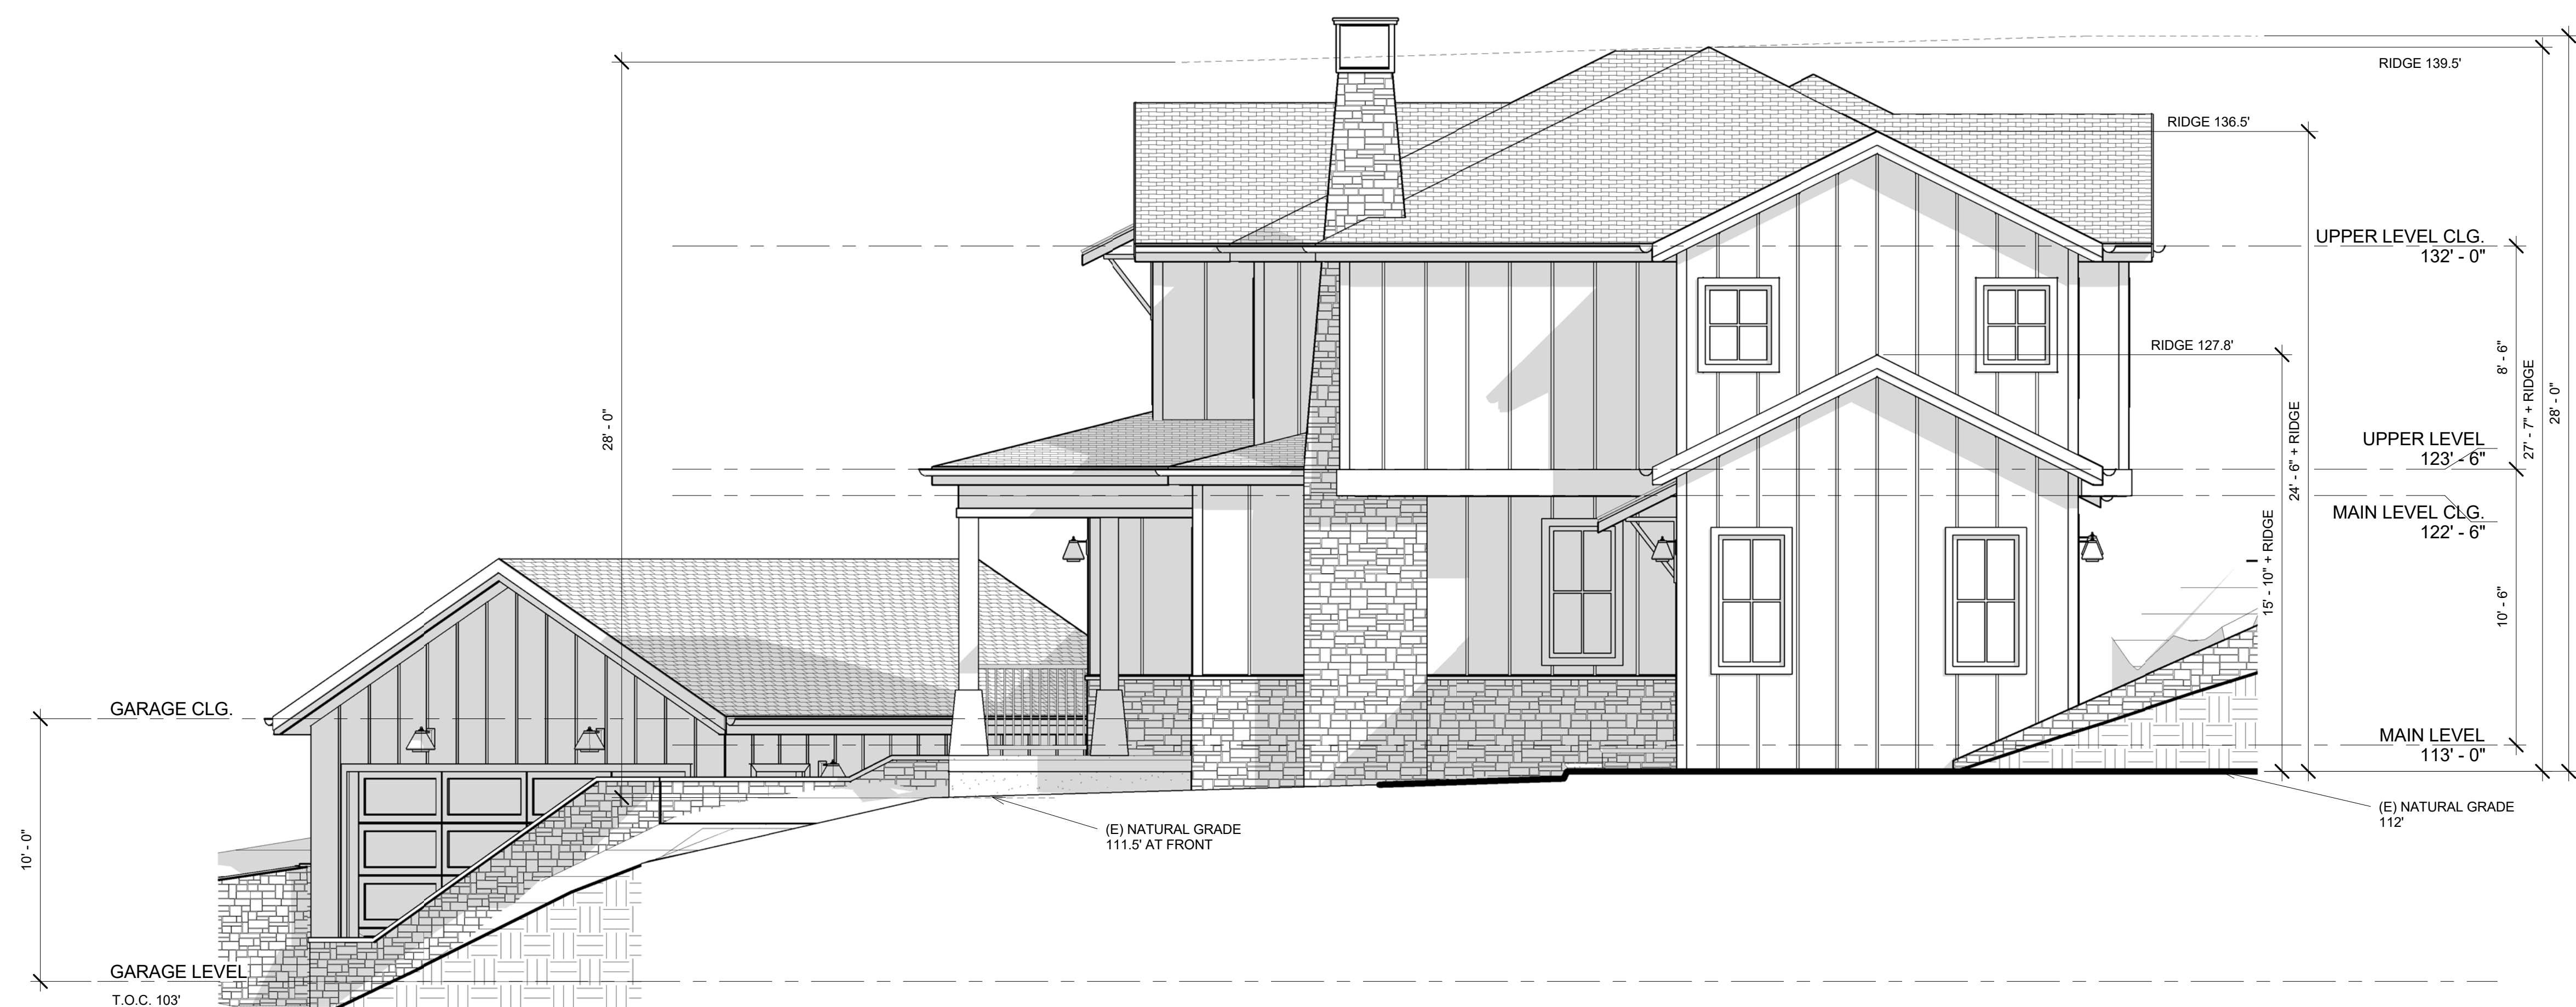 RIDGE 139.5'
RIDGE 136.5'
UPPER LEVEL CLG.
132' - 0"
RIDGE 127.8'
8' - 6"
27' - 7" + RIDGE
28' - 0"
28' - 0"
24' - 6" + RIDGE
UPPER LEVEL
123' - 6"
MAIN LEVEL CLG.
122' - 6"
15' - 10" + RIDGE
10' - 6"
GARAGE CLG.
MAIN LEVEL
113' - 0"
(E) NATURAL GRADE
112'
(E) NATURAL GRADE
111.5' AT FRONT
10' - 0"
GARAGE LEVEL
T.O.C. 103'